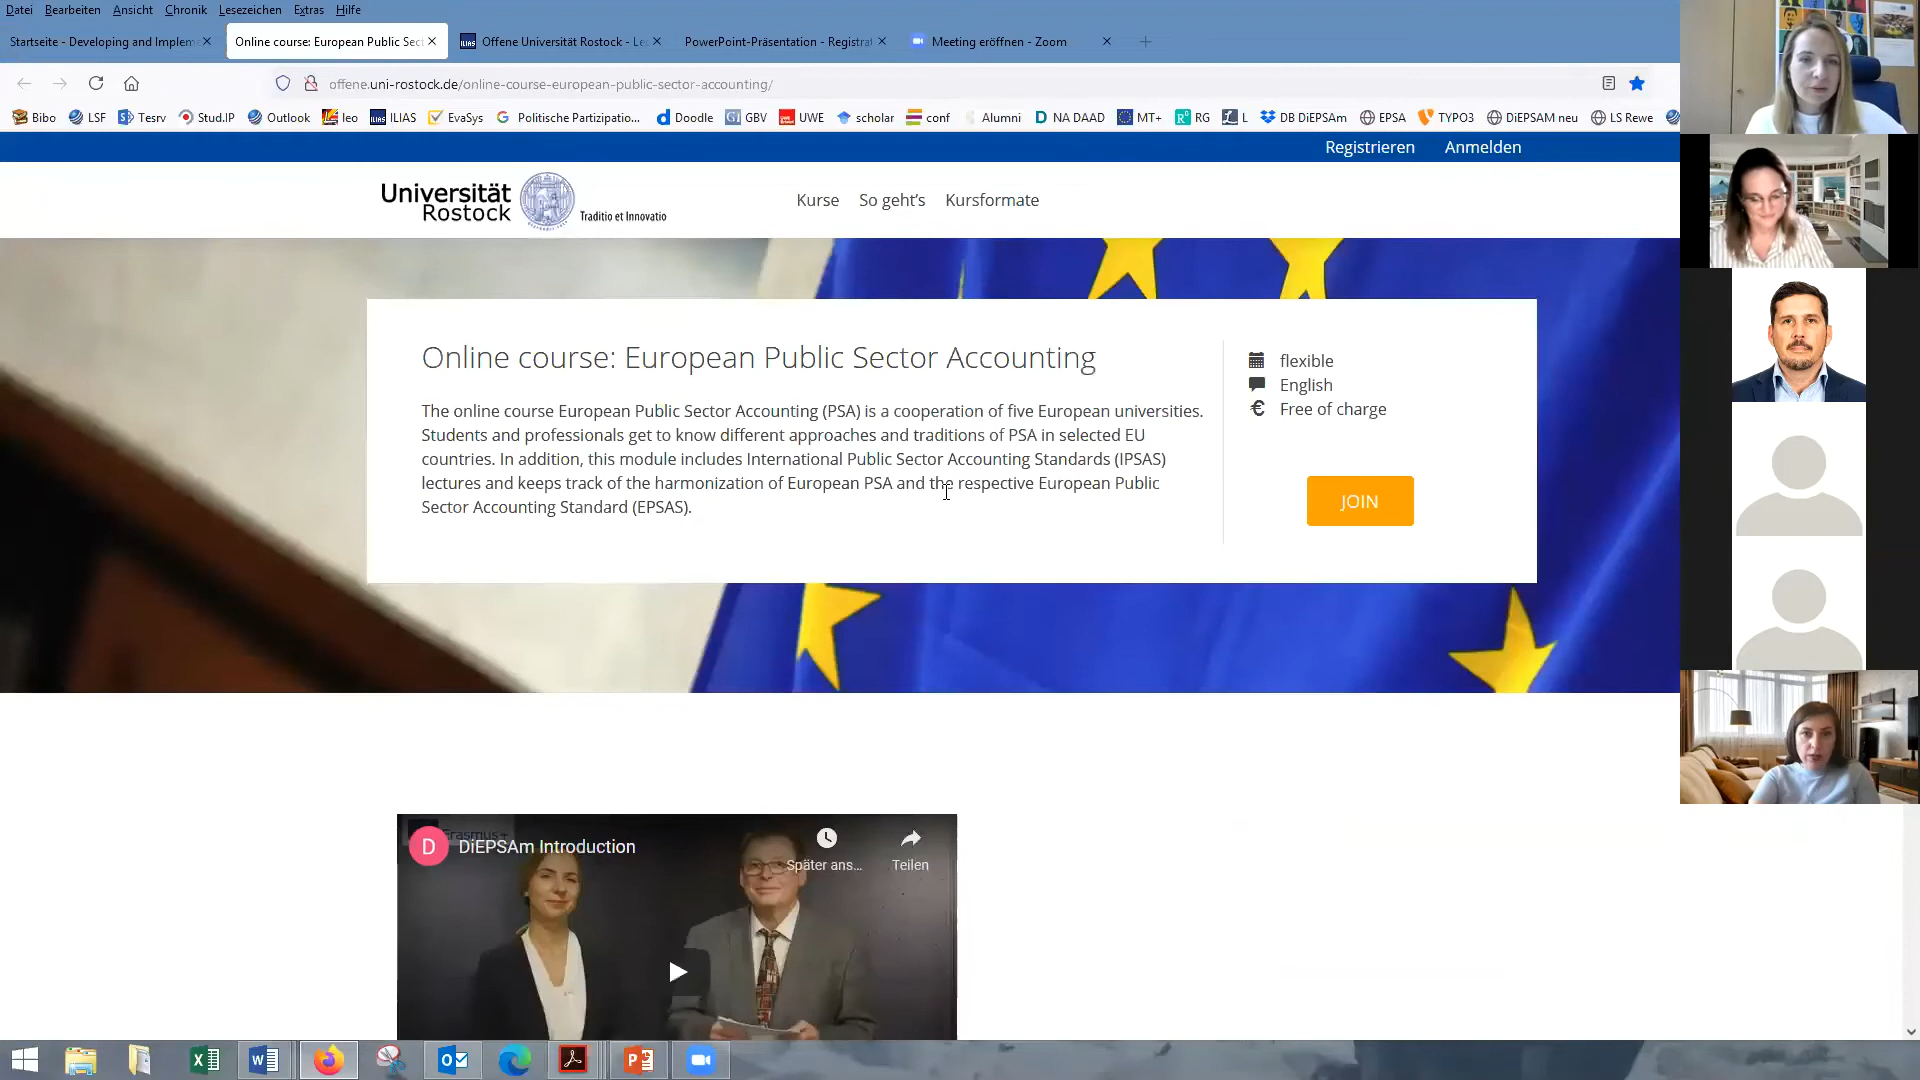 Datei Bearbeiten Ansicht Chronik Lesezeichen Extras Hilfe
Startseite - Developing and Implem
Online course: European Public Sect
ILIAS Offene Universität Rostock - Le
PowerPoint-Präsentation - Registrat
Meeting eröffnen - Zoom
offene.uni-rostock.de/online-course-european-public-sector-accounting/
Bibo LSF Tesrv Stud.IP Outlook leo ILIAS EvaSys Politische Partizipatio... Doodle GBV UWE scholar conf Alumni NA DAAD MT+ RG L DB DiEPSAm EPSA TYPO3 DiEPSAM neu LS Rewe
Registrieren Anmelden
Universität
Rostock
Traditio et Innovatio
Kurse So geht's Kursformate
Online course: European Public Sector Accounting
The online course European Public Sector Accounting (PSA) is a cooperation of five European universities.
Students and professionals get to know different approaches and traditions of PSA in selected EU
countries. In addition, this module includes International Public Sector Accounting Standards (IPSAS)
lectures and keeps track of the harmonization of European PSA and the respective European Public
Sector Accounting Standard (EPSAS).
flexible
English
€ Free of charge
JOIN
Erasmus+
D DiEPSAm Introduction
Später ans...
Teilen